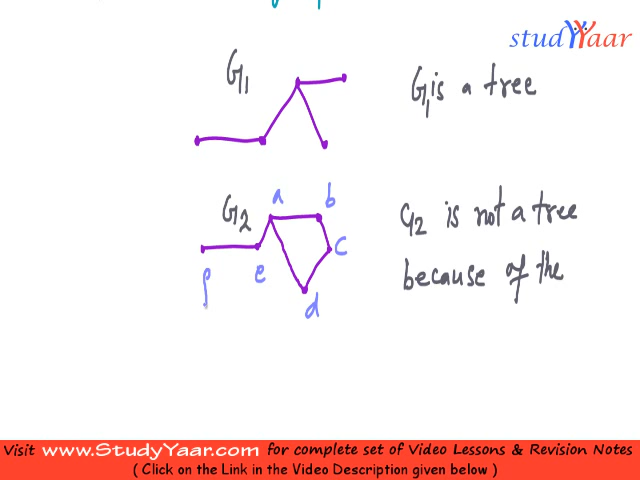 studYYaar
G1
G1 is a tree
a
b
G2
G2 is not a tree
c
e
because of the
f
d
Visit www.StudyYaar.com for complete set of Video Lessons & Revision Notes
( Click on the Link in the Video Description given below )